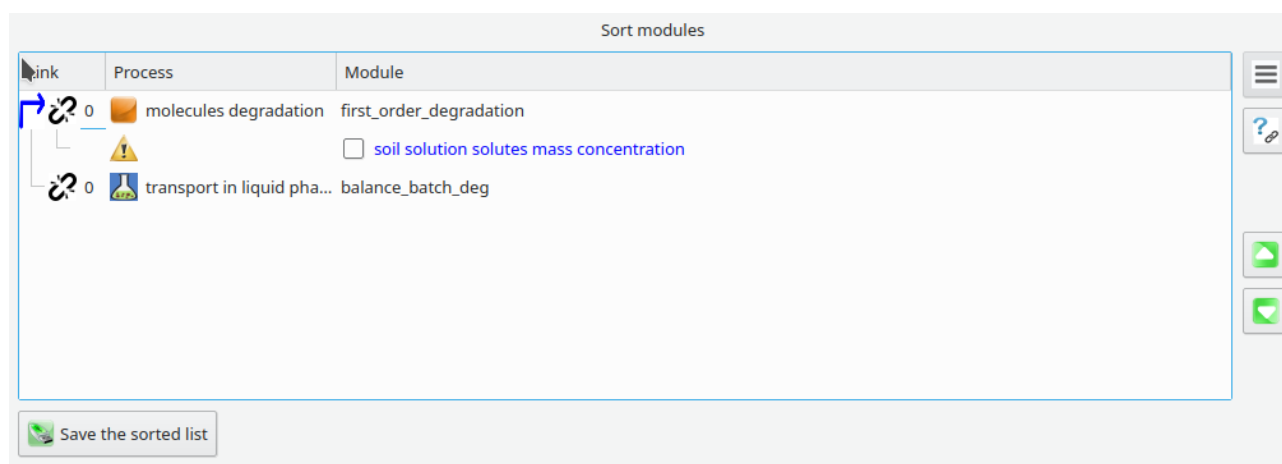 Sort modules
ink Process Module
0 molecules degradation first_order_degradation
soil solution solutes mass concentration
0 transport in liquid pha... balance_batch_deg
?
Save the sorted list